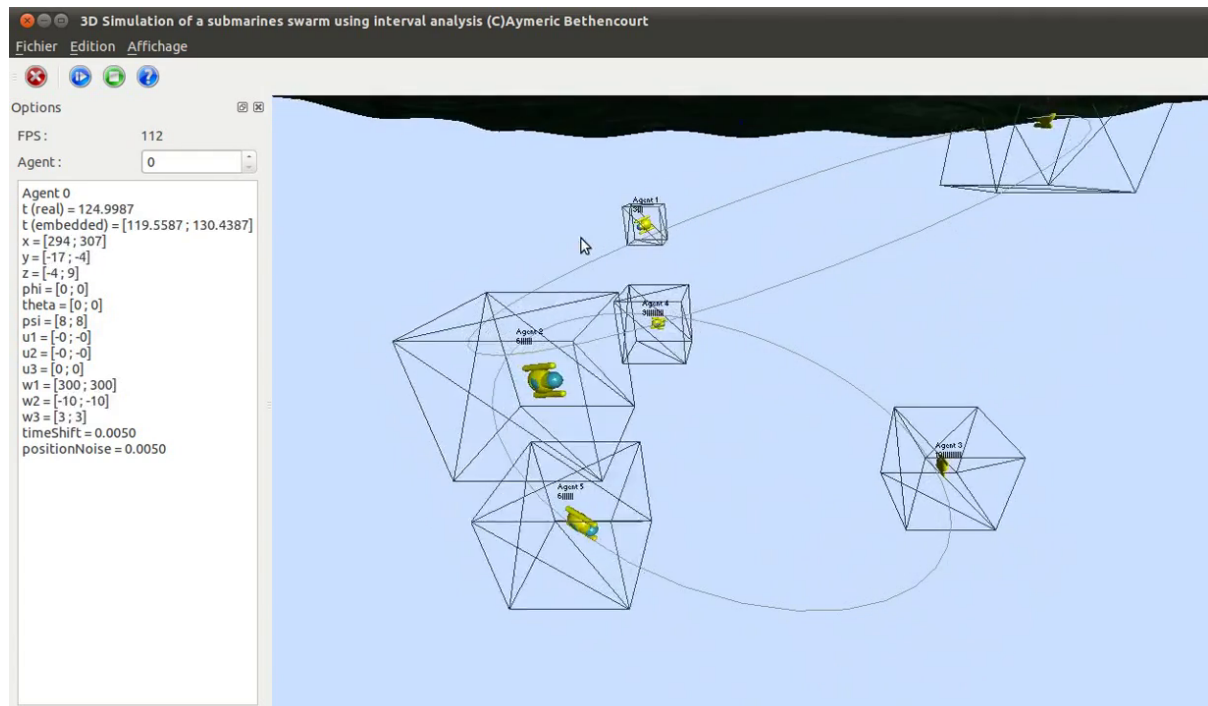 3D Simulation of a submarines swarm using interval analysis (C)Aymeric Bethencourt
Fichier Edition Affichage
Options
FPS : 112
Agent : 0
Agent 0
t (real) = 124.9987
t (embedded) = [119.5587 ; 130.4387]
x = [294 ; 307]
y = [-17 ; -4]
z = [-4 ; 9]
phi = [0 ; 0]
theta = [0 ; 0]
psi = [8 ; 8]
u1 = [-0 ; -0]
u2 = [-0 ; -0]
u3 = [0 ; 0]
w1 = [300 ; 300]
w2 = [-10 ; -10]
w3 = [3 ; 3]
timeShift = 0.0050
positionNoise = 0.0050
Agent 1
Agent 4
Agent 2
Agent 3
Agent 5